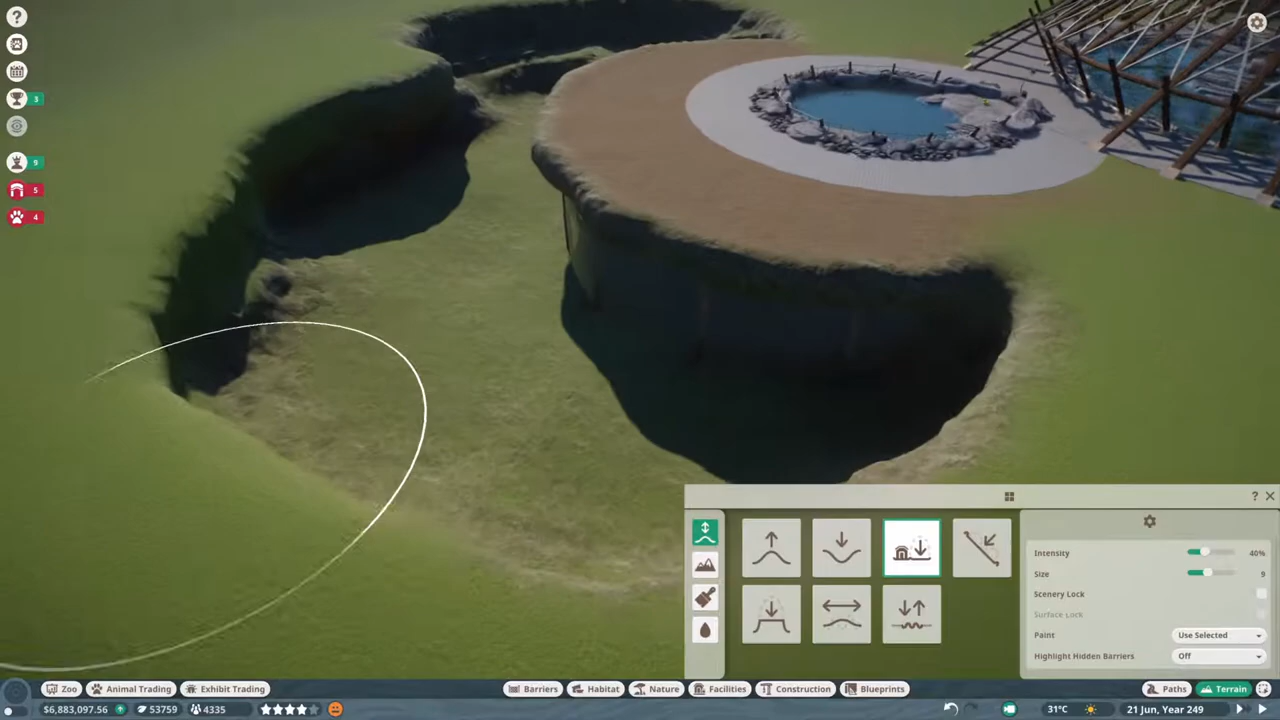 ?
3
9
5
4
? ×
Intensity 40%
Size 9
Scenery Lock
Surface Lock
Paint Use Selected
Highlight Hidden Barriers Off
Zoo Animal Trading Exhibit Trading Barriers Habitat Nature Facilities Construction Blueprints Paths Terrain
$6,883,097.56 53759 4335 31°C 21 Jun, Year 249